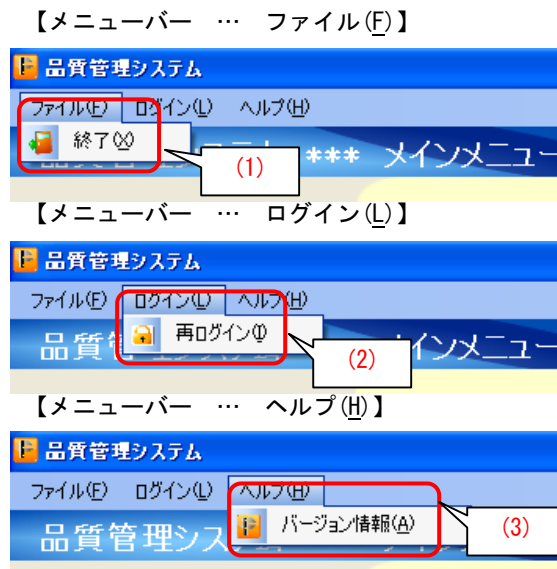 【メニューバー … ファイル(F)】
品質管理システム
ファイル(F) ログイン(L) ヘルプ(H)
終了(X)
*** メインメニュー
(1)
【メニューバー … ログイン(L)】
品質管理システム
ファイル(F) ログイン(L) ヘルプ(H)
再ログイン(I)
品質 インメニュー
(2)
【メニューバー … ヘルプ(H)】
品質管理システム
ファイル(F) ログイン(L) ヘルプ(H)
バージョン情報(A)
品質管理シス
(3)